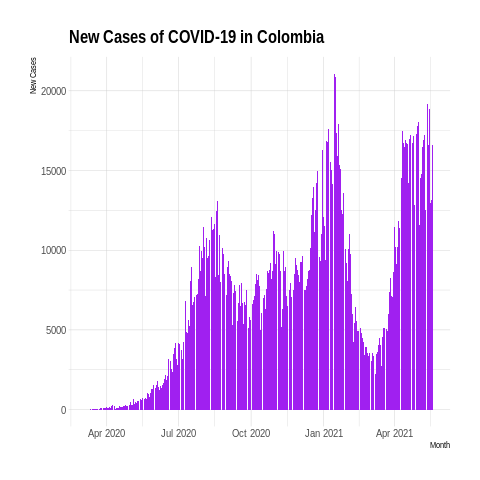 New Cases of COVID-19 in Colombia
New Cases
20000
15000
10000
5000
0
Apr 2020 Jul 2020 Oct 2020 Jan 2021 Apr 2021
Month